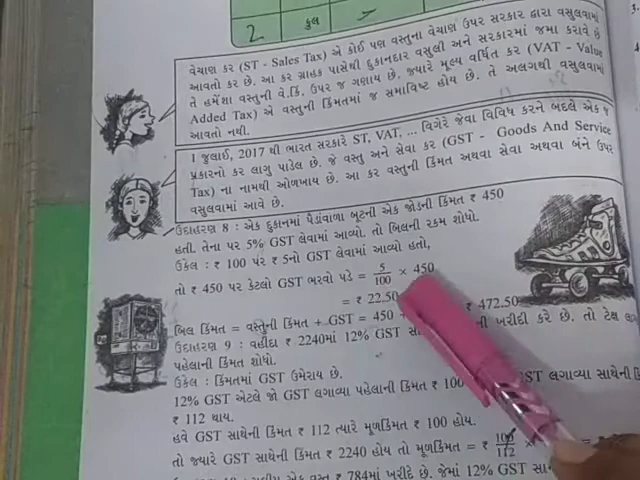 2 કુલ
વેચાણ કર (ST - Sales Tax) એ કોઈ પણ વસ્તુના વેચાણ ઉપર સરકાર દ્વારા વસુલવામાં
આવતો કર છે. આ કર ગ્રાહક પાસેથી દુકાનદાર વસુલી અને સરકારમાં જમા કરાવે છે
તે હંમેશા વસ્તુની વે.કિં. ઉપર જ ગણાય છે. જ્યારે મૂલ્ય વર્ધિત કર (VAT - Value
Added Tax) એ વસ્તુની કિંમતમાં જ સમાવિષ્ટ હોય છે. તે અલગથી વસુલવામાં
આવતો નથી.
1 જુલાઈ, 2017 થી ભારત સરકારે ST, VAT, ... વિગેરે જેવા વિવિધ કરને બદલે એક જ
પ્રકારનો કર લાગુ પાડેલ છે. જે વસ્તુ અને સેવા કર (GST - Goods And Service
Tax) ના નામથી ઓળખાય છે. આ કર વસ્તુની કિંમત અથવા સેવા અથવા બંને ઉપર
વસુલવામાં આવે છે.
ઉદાહરણ 8 : એક દુકાનમાં પૈડાંવાળા બૂટની એક જોડની કિંમત ₹ 450
હતી. તેના પર 5% GST લેવામાં આવ્યો. તો બિલની રકમ શોધો.
ઉકેલ : ₹ 100 પર ₹ 5નો GST લેવામાં આવ્યો હતો,
તો ₹ 450 પર કેટલો GST ભરવો પડે = 5/100 × 450
= ₹ 22.50
બિલ કિંમત = વસ્તુની કિંમત + GST = 450 ₹ 472.50
ઉદાહરણ 9 : વહીદા ₹ 2240માં 12% GST ખરીદી કરે છે. તો ટેક્ષ
પહેલાની કિંમત શોધો.
ઉકેલ : કિંમતમાં GST ઉમેરાય છે.
12% GST એટલે જો GST લગાવ્યા પહેલાની કિંમત ₹ 100 GST લગાવ્યા સાથેની
₹ 112 થાય.
હવે GST સાથેની કિંમત ₹ 112 ત્યારે મૂળકિંમત ₹ 100 હોય.
તો જ્યારે GST સાથેની કિંમત ₹ 2240 હોય તો મૂળકિંમત = ₹ 100/112 ×
એક વસ્તુ ₹ 784માં ખરીદે છે. જેમાં 12% GST